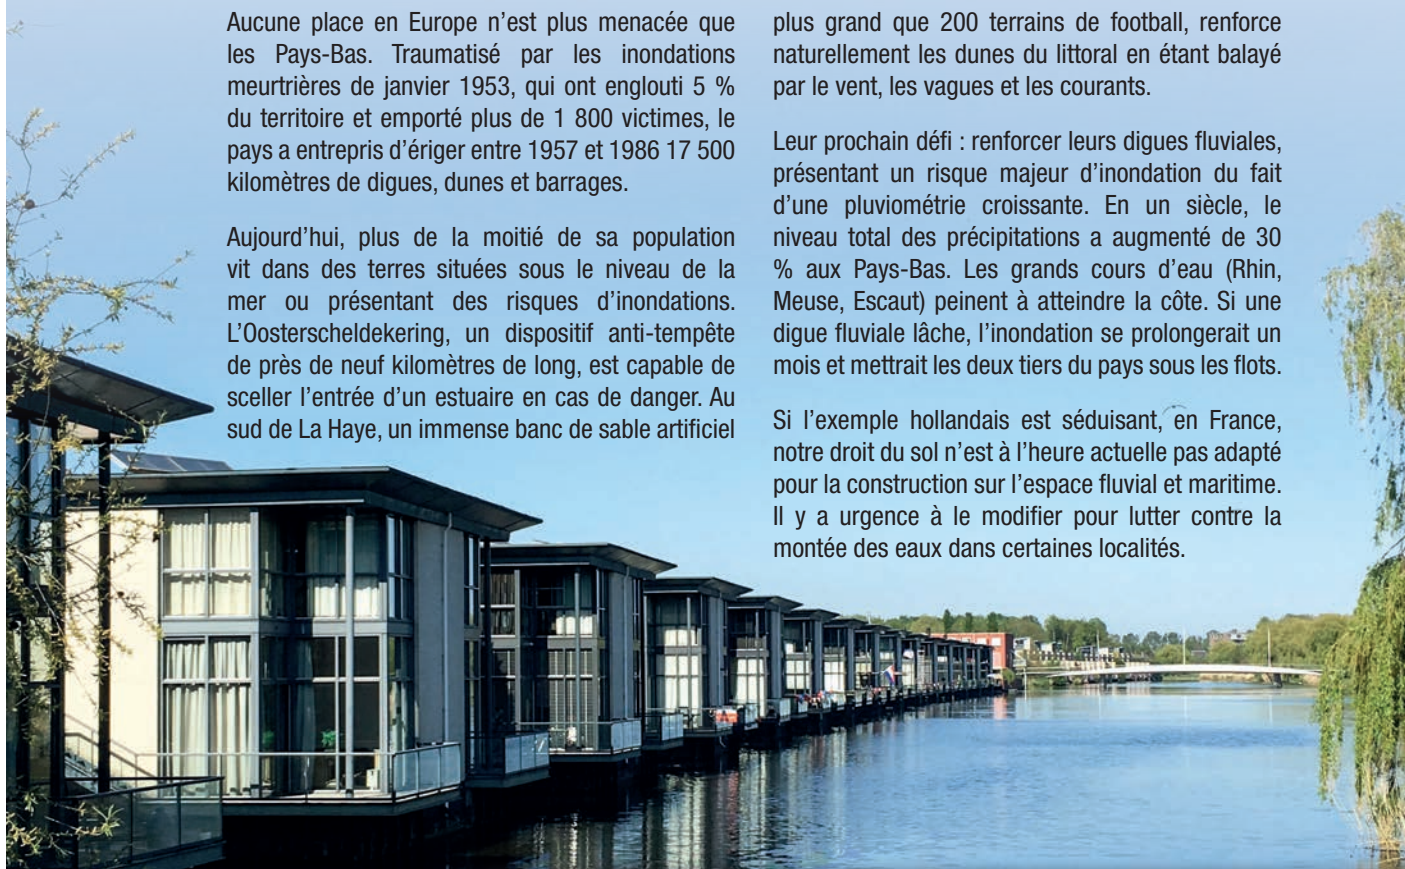 Aucune place en Europe n’est plus menacée que
les Pays-Bas. Traumatisé par les inondations
meurtrières de janvier 1953, qui ont englouti 5 %
du territoire et emporté plus de 1 800 victimes, le
pays a entrepris d’ériger entre 1957 et 1986 17 500
kilomètres de digues, dunes et barrages.
Aujourd’hui, plus de la moitié de sa population
vit dans des terres situées sous le niveau de la
mer ou présentant des risques d’inondations.
L’Oosterscheldekering, un dispositif anti-tempête
de près de neuf kilomètres de long, est capable de
sceller l’entrée d’un estuaire en cas de danger. Au
sud de La Haye, un immense banc de sable artificiel
plus grand que 200 terrains de football, renforce
naturellement les dunes du littoral en étant balayé
par le vent, les vagues et les courants.
Leur prochain défi : renforcer leurs digues fluviales,
présentant un risque majeur d’inondation du fait
d’une pluviométrie croissante. En un siècle, le
niveau total des précipitations a augmenté de 30
% aux Pays-Bas. Les grands cours d’eau (Rhin,
Meuse, Escaut) peinent à atteindre la côte. Si une
digue fluviale lâche, l’inondation se prolongerait un
mois et mettrait les deux tiers du pays sous les flots.
Si l’exemple hollandais est séduisant, en France,
notre droit du sol n’est à l’heure actuelle pas adapté
pour la construction sur l’espace fluvial et maritime.
Il y a urgence à le modifier pour lutter contre la
montée des eaux dans certaines localités.